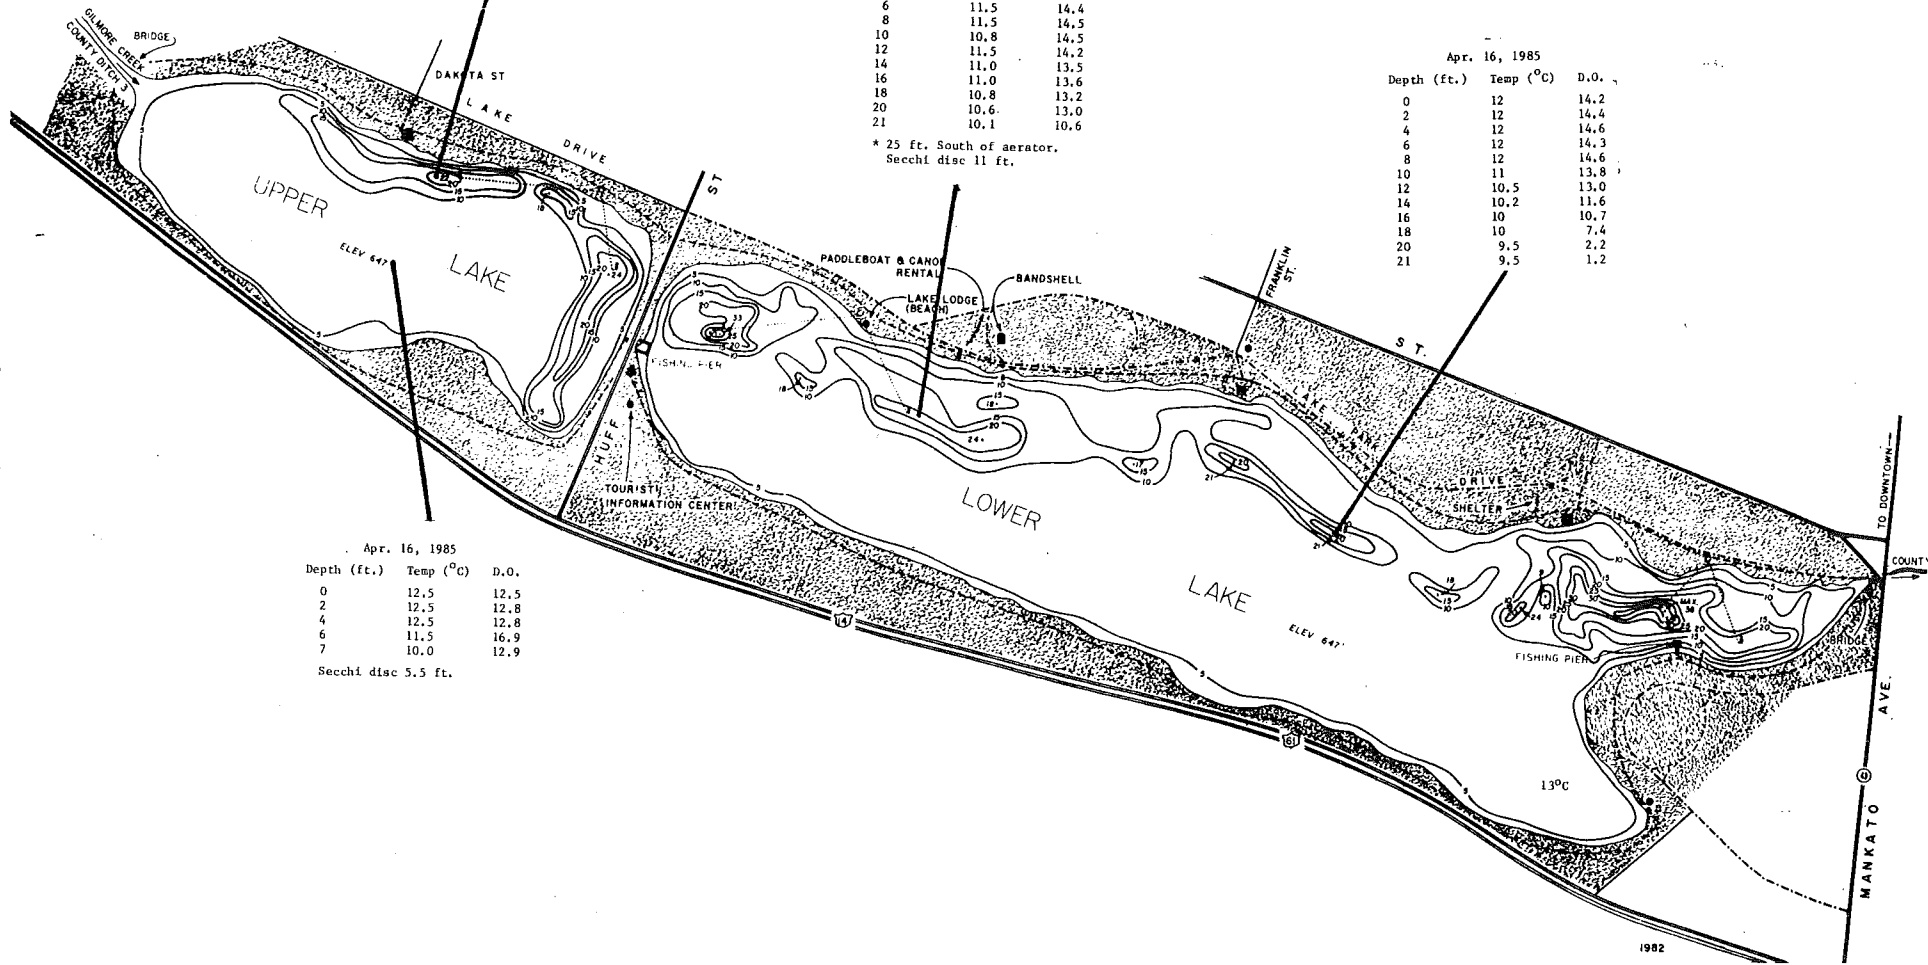 6 11.5 14.4
8 11.5 14.5
10 10.8 14.5
12 11.5 14.2
14 11.0 13.5
16 11.0 13.6
18 10.8 13.2
20 10.6 13.0
21 10.1 10.6
* 25 ft. South of aerator.
Secchi disc 11 ft.
Apr. 16, 1985
Depth (ft.) Temp (°C) D.O.
0 12 14.2
2 12 14.4
4 12 14.6
6 12 14.3
8 12 14.6
10 11 13.8
12 10.5 13.0
14 10.2 11.6
16 10 10.7
18 10 7.4
20 9.5 2.2
21 9.5 1.2
GILMORE CREEK
COUNTY DITCH 3
BRIDGE
DAKOTA ST
LAKE DRIVE
UPPER
LAKE
ELEV 647'
HUFF ST
PADDLEBOAT & CANOE
RENTAL
LAKE LODGE
(BEACH)
BANDSHELL
FRANKLIN
ST.
ST.
FISHING PIER
TOURIST
INFORMATION CENTER
LAKE PARK
DRIVE
SHELTER
LOWER
LAKE
ELEV 647'
MAX.
38
FISHING PIER
BRIDGE
TO DOWNTOWN
COUNTY
MANKATO AVE.
43
14
61
13°C
1982
Apr. 16, 1985
Depth (ft.) Temp (°C) D.O.
0 12.5 12.5
2 12.5 12.8
4 12.5 12.8
6 11.5 16.9
7 10.0 12.9
Secchi disc 5.5 ft.